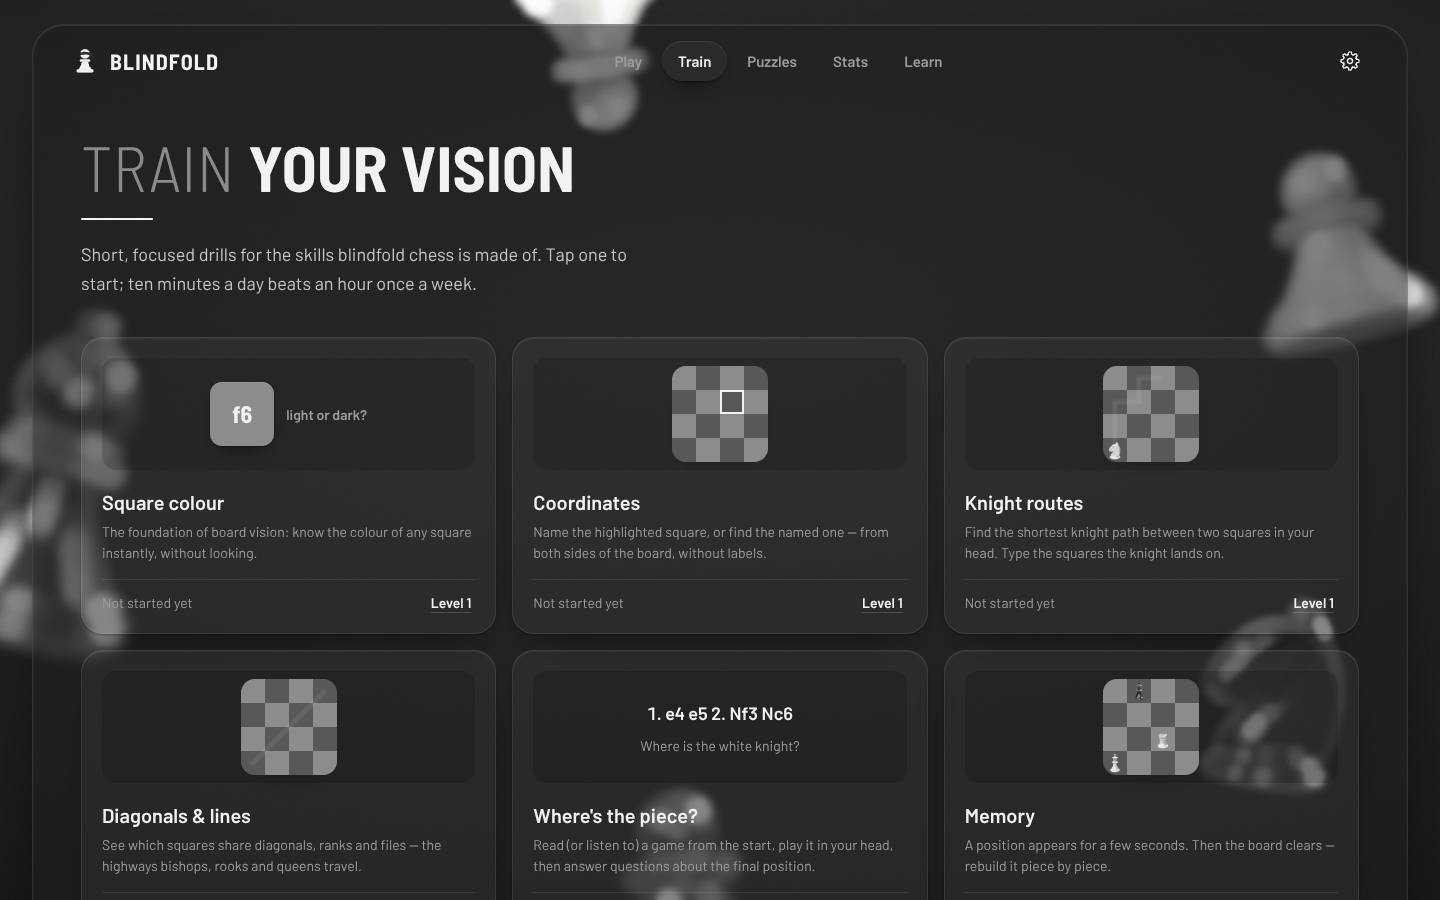 BLINDFOLD
Play
Train
Puzzles
Stats
Learn
TRAIN YOUR VISION
Short, focused drills for the skills blindfold chess is made of. Tap one to
start; ten minutes a day beats an hour once a week.
f6
light or dark?
Square colour
The foundation of board vision: know the colour of any square
instantly, without looking.
Not started yet
Level 1
Coordinates
Name the highlighted square, or find the named one — from
both sides of the board, without labels.
Not started yet
Level 1
Knight routes
Find the shortest knight path between two squares in your
head. Type the squares the knight lands on.
Not started yet
Level 1
Diagonals & lines
See which squares share diagonals, ranks and files — the
highways bishops, rooks and queens travel.
1. e4 e5 2. Nf3 Nc6
Where is the white knight?
Where's the piece?
Read (or listen to) a game from the start, play it in your head,
then answer questions about the final position.
Memory
A position appears for a few seconds. Then the board clears —
rebuild it piece by piece.